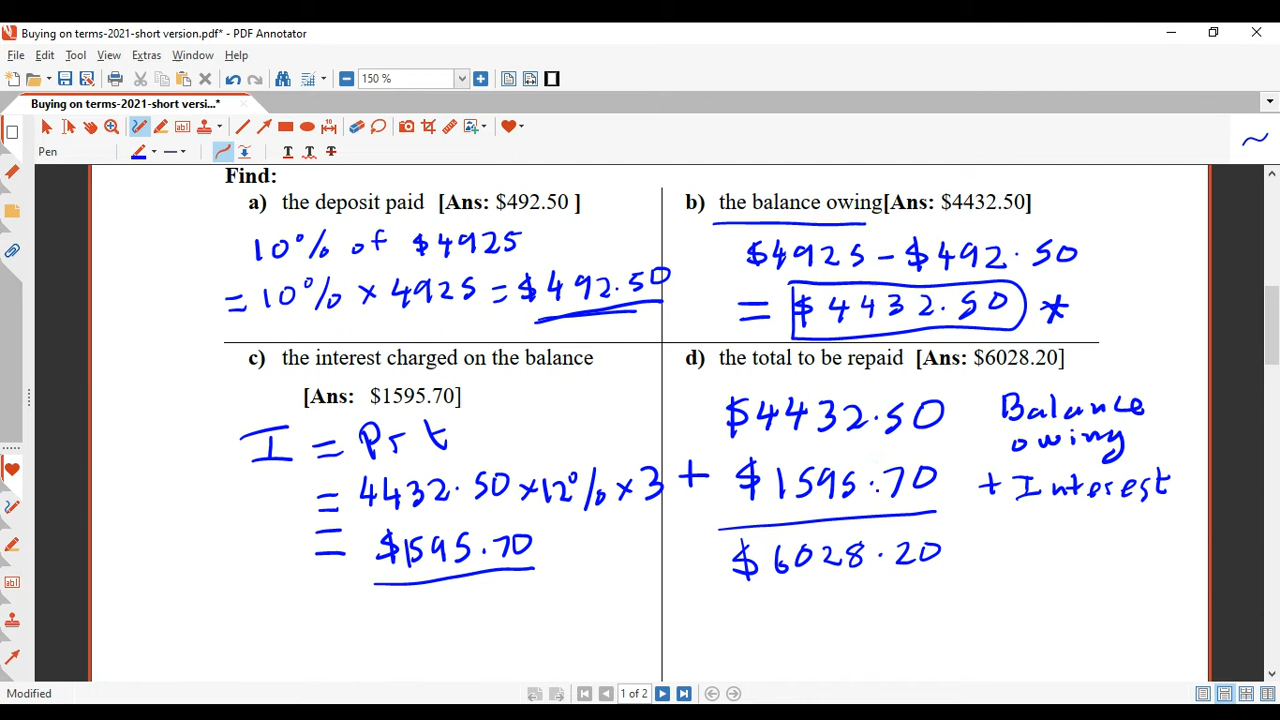 Buying on terms-2021-short version.pdf* - PDF Annotator
File Edit Tool View Extras Window Help
150 %
Buying on terms-2021-short versi...*
Pen
Find:
a) the deposit paid [Ans: $492.50 ]
10% of $4925
= 10% × 4925 = $492.50
b) the balance owing[Ans: $4432.50]
$4925 - $492.50
= $4432.50 *
c) the interest charged on the balance
[Ans: $1595.70]
I = Prt
= 4432.50 × 12% × 3
= $1595.70
d) the total to be repaid [Ans: $6028.20]
$4432.50
+ $1595.70
$6028.20
Balance
owing
+ Interest
Modified
1 of 2